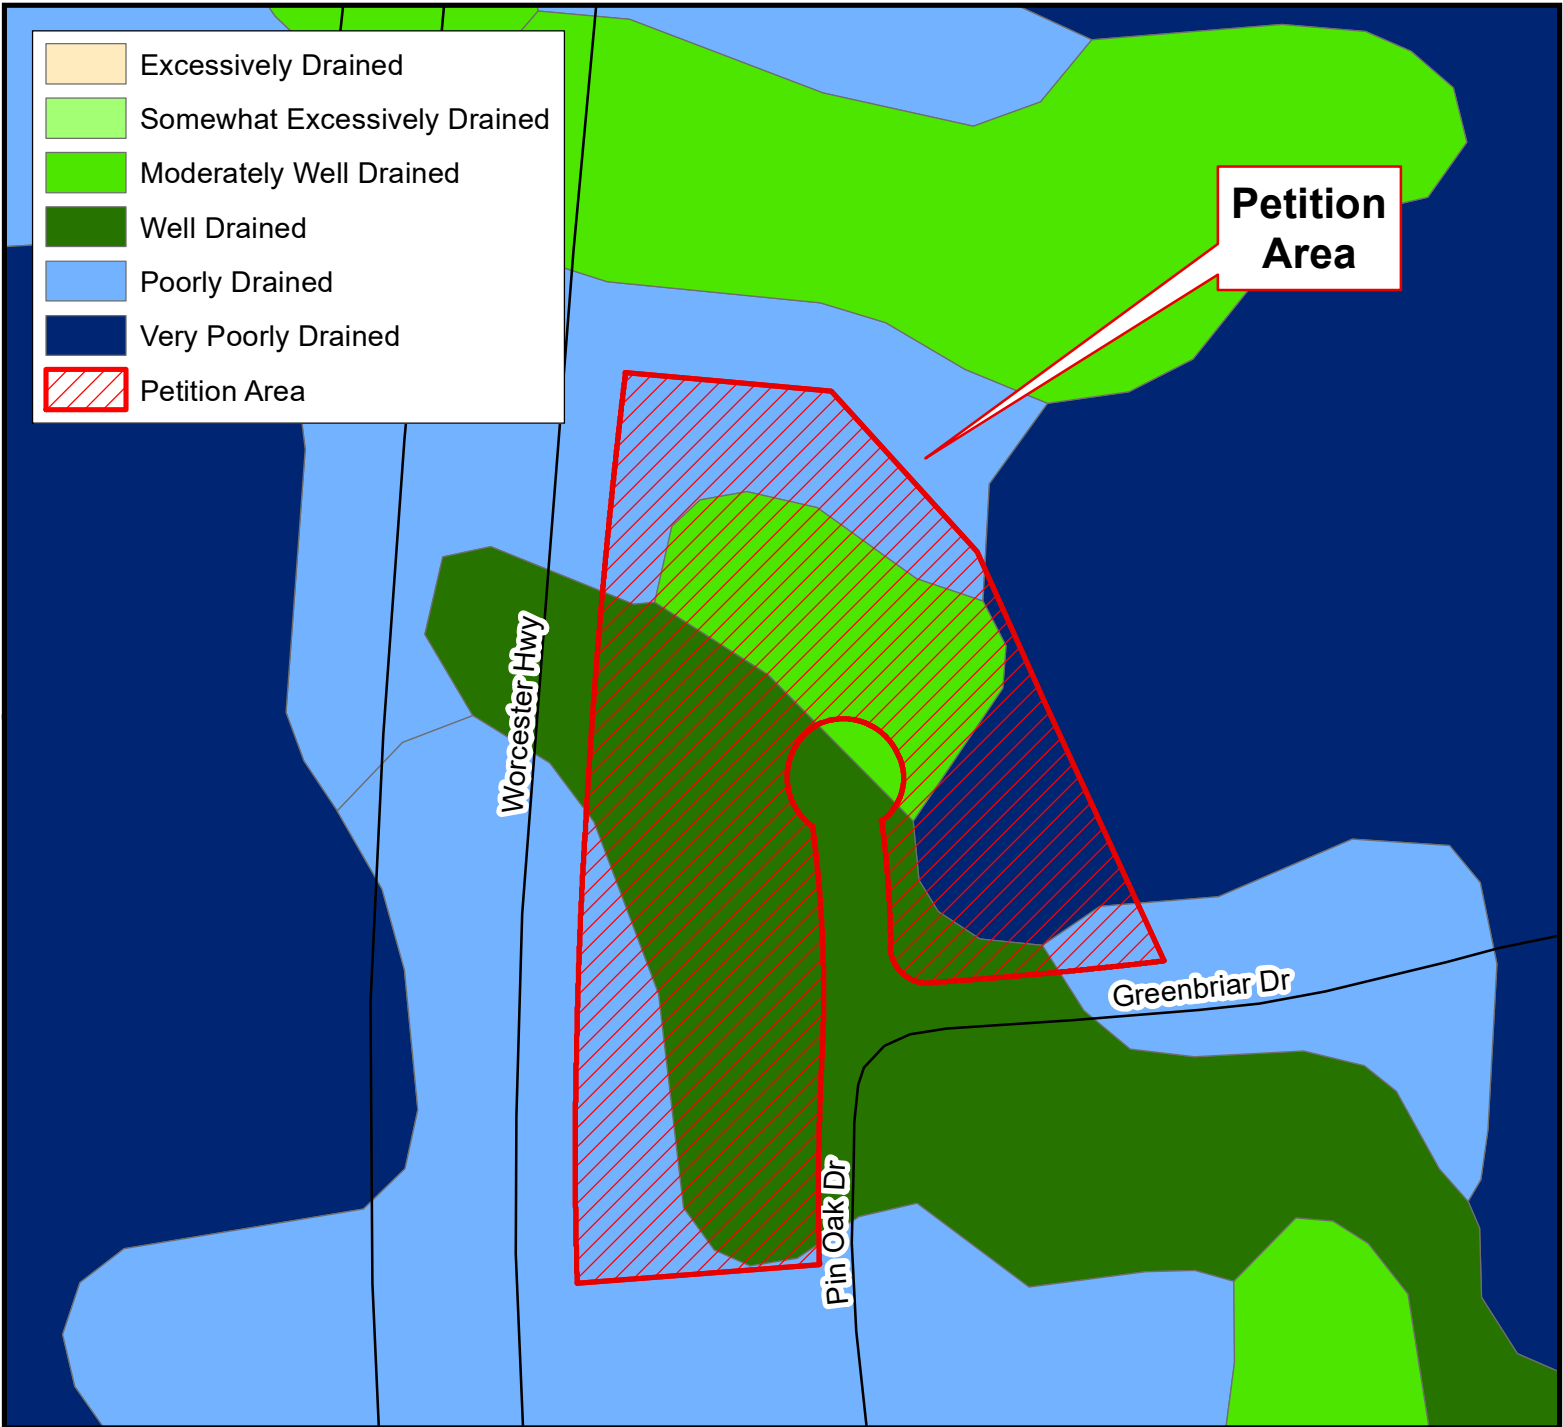 Excessively Drained
Somewhat Excessively Drained
Moderately Well Drained
Well Drained
Poorly Drained
Very Poorly Drained
Petition Area
Petition
Area
Worcester Hwy
Greenbriar Dr
Pin Oak Dr